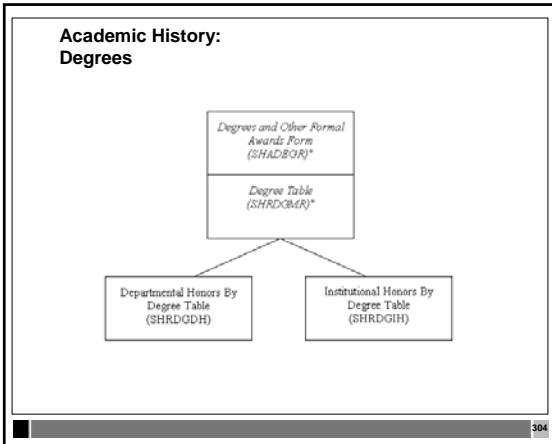 Academic History:
Degrees
Degrees and Other Formal
Awards Form
(SHADEGR)*
Degree Table
(SHRDGMR)*
Departmental Honors By
Degree Table
(SHRDGDH)
Institutional Honors By
Degree Table
(SHRDGIH)
304